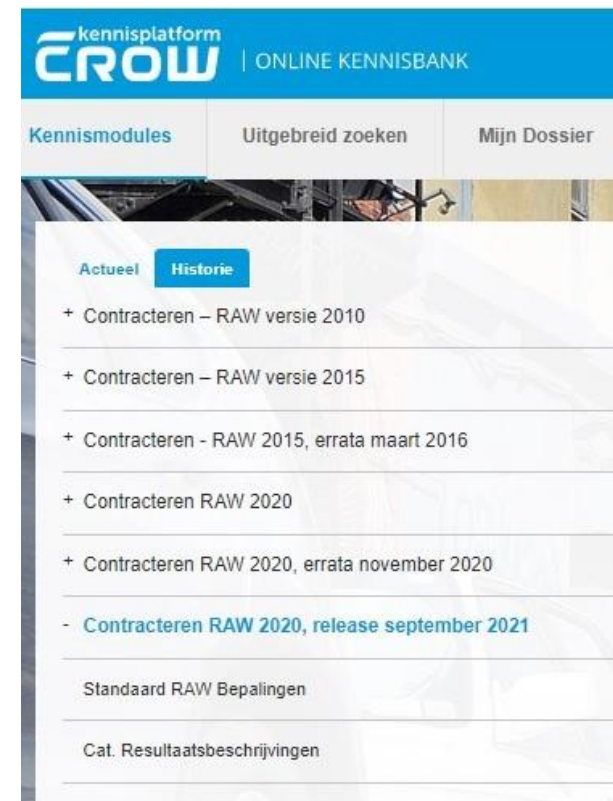 kennisplatform
CROW | ONLINE KENNISBANK
Kennismodules Uitgebreid zoeken Mijn Dossier
Actueel Historie
+ Contracteren – RAW versie 2010
+ Contracteren – RAW versie 2015
+ Contracteren - RAW 2015, errata maart 2016
+ Contracteren RAW 2020
+ Contracteren RAW 2020, errata november 2020
- Contracteren RAW 2020, release september 2021
Standaard RAW Bepalingen
Cat. Resultaatsbeschrijvingen